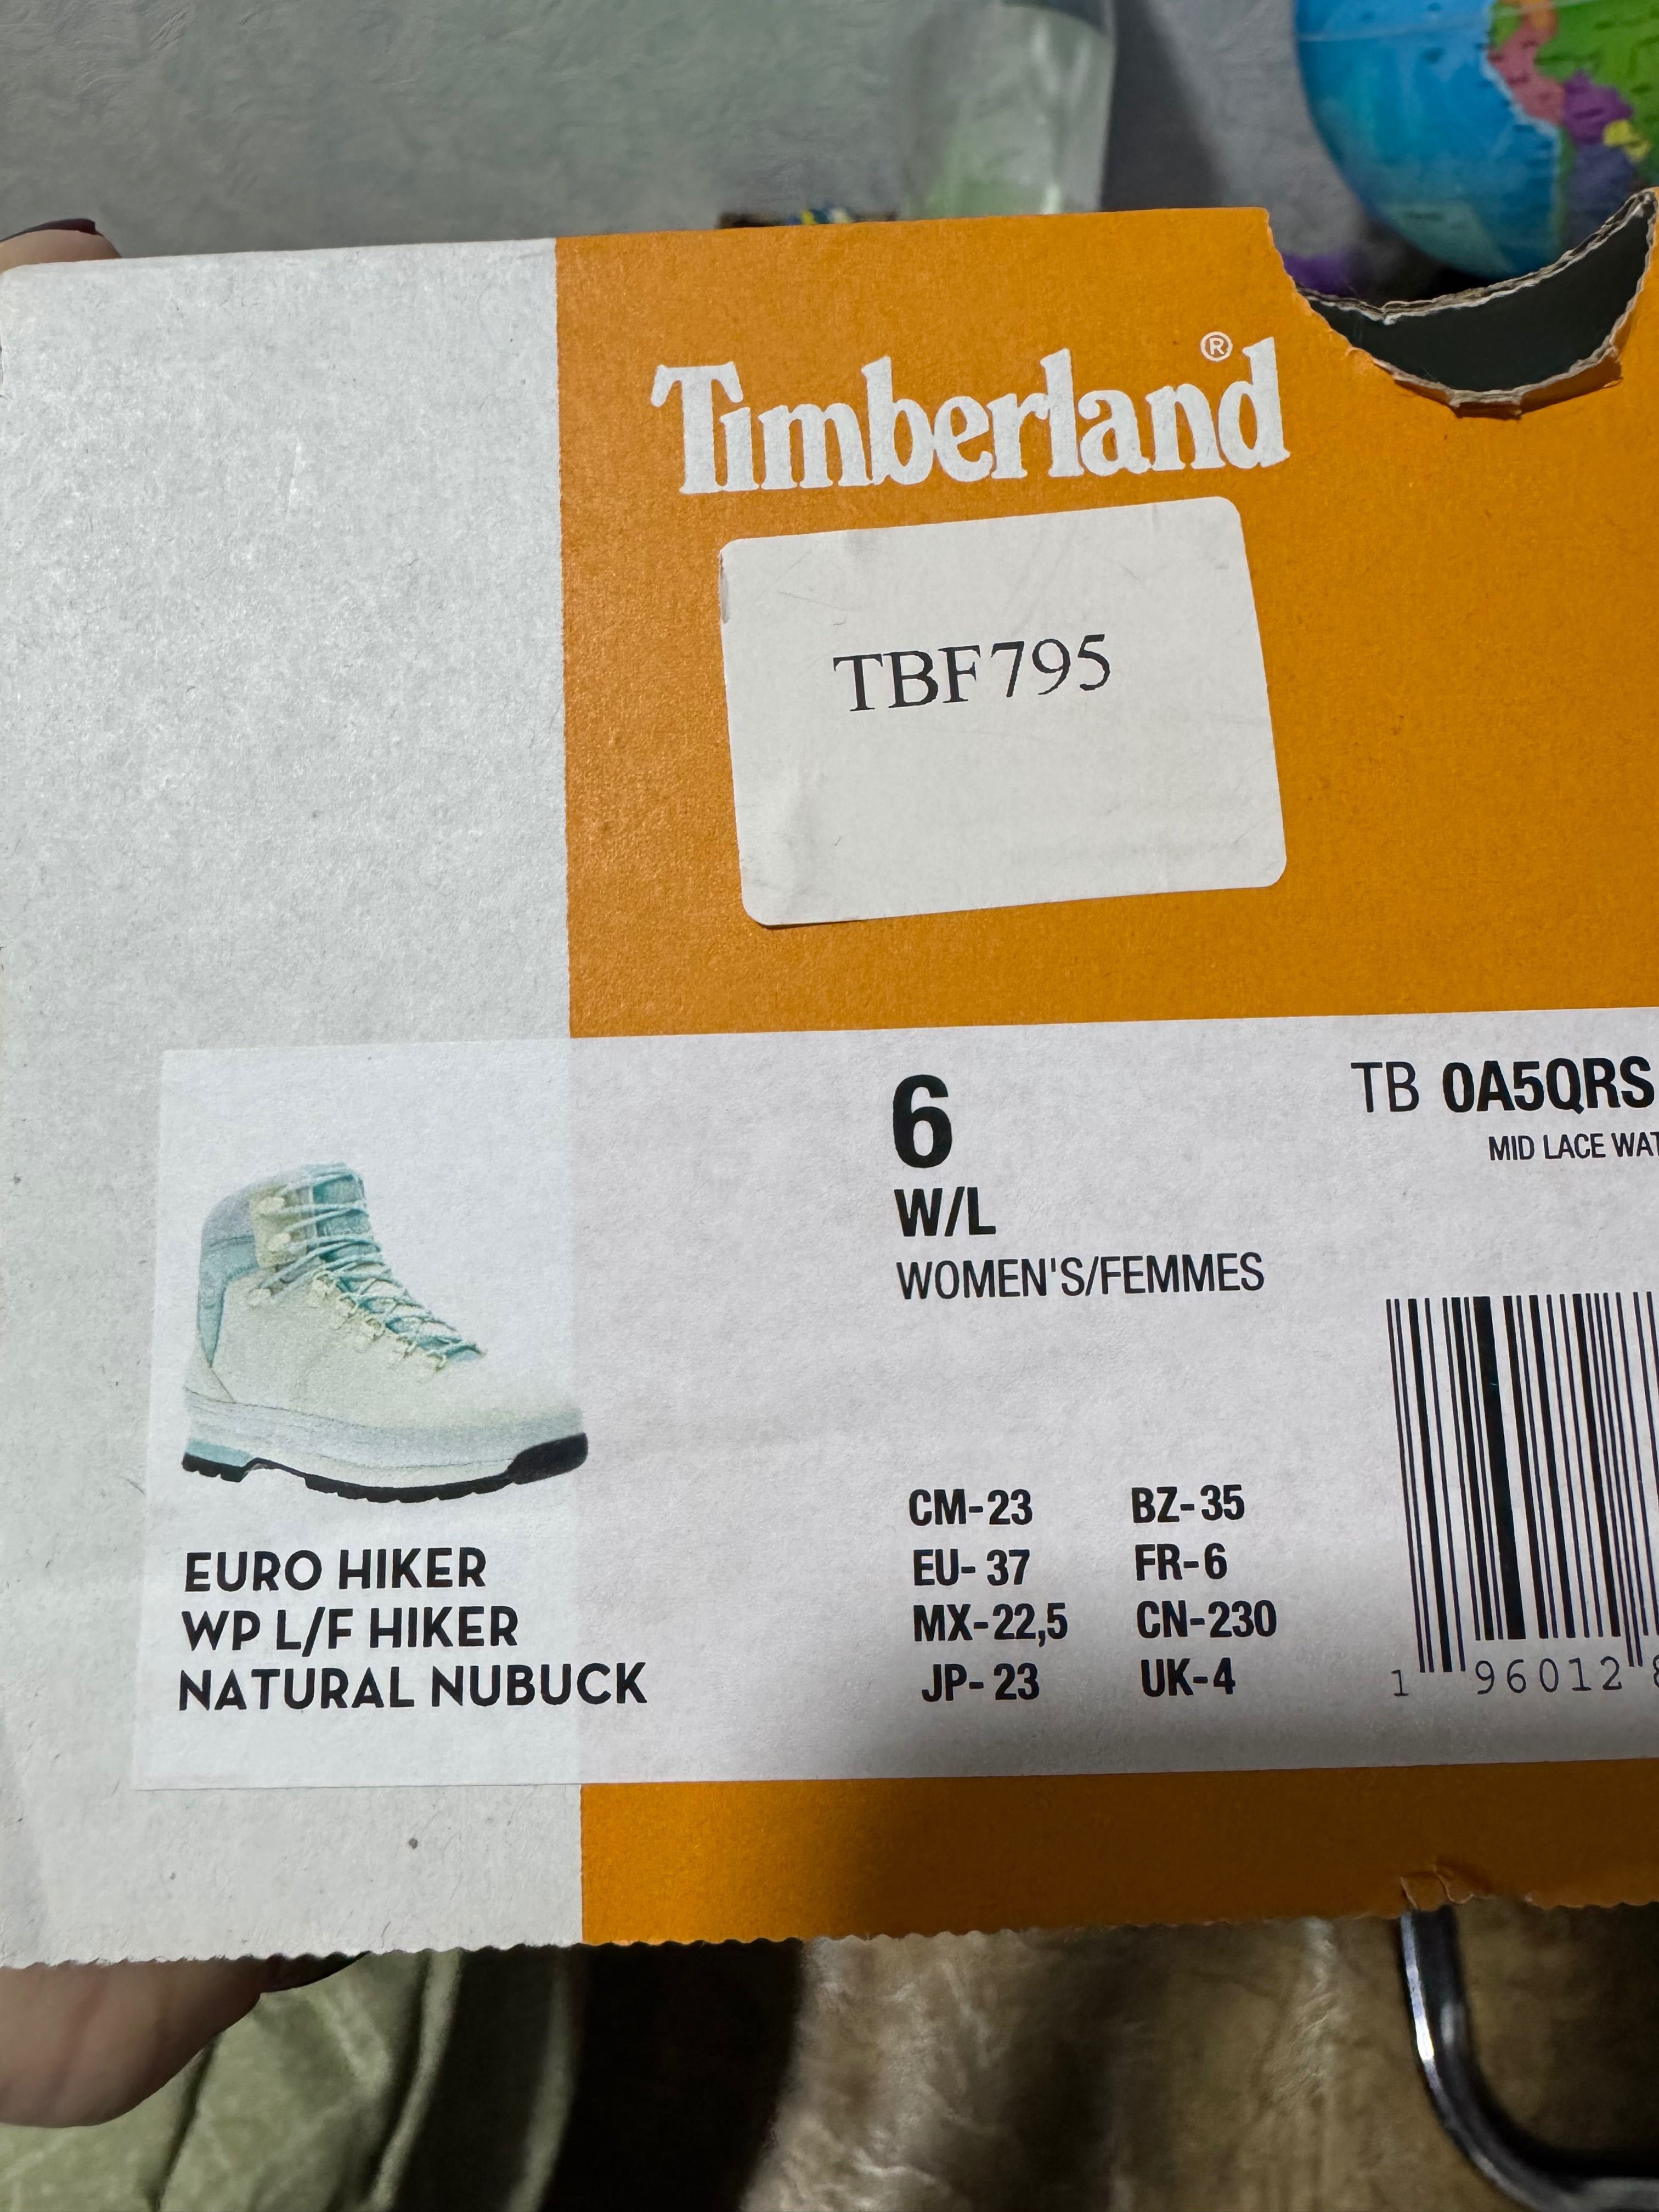 Timberland®
TBF795
6
W/L
WOMEN'S/FEMMES
TB 0A5QRS
MID LACE
EURO HIKER
WP L/F HIKER
NATURAL NUBUCK
CM-23 BZ-35
EU-37 FR-6
MX-22,5 CN-230
JP-23 UK-4
1 96012